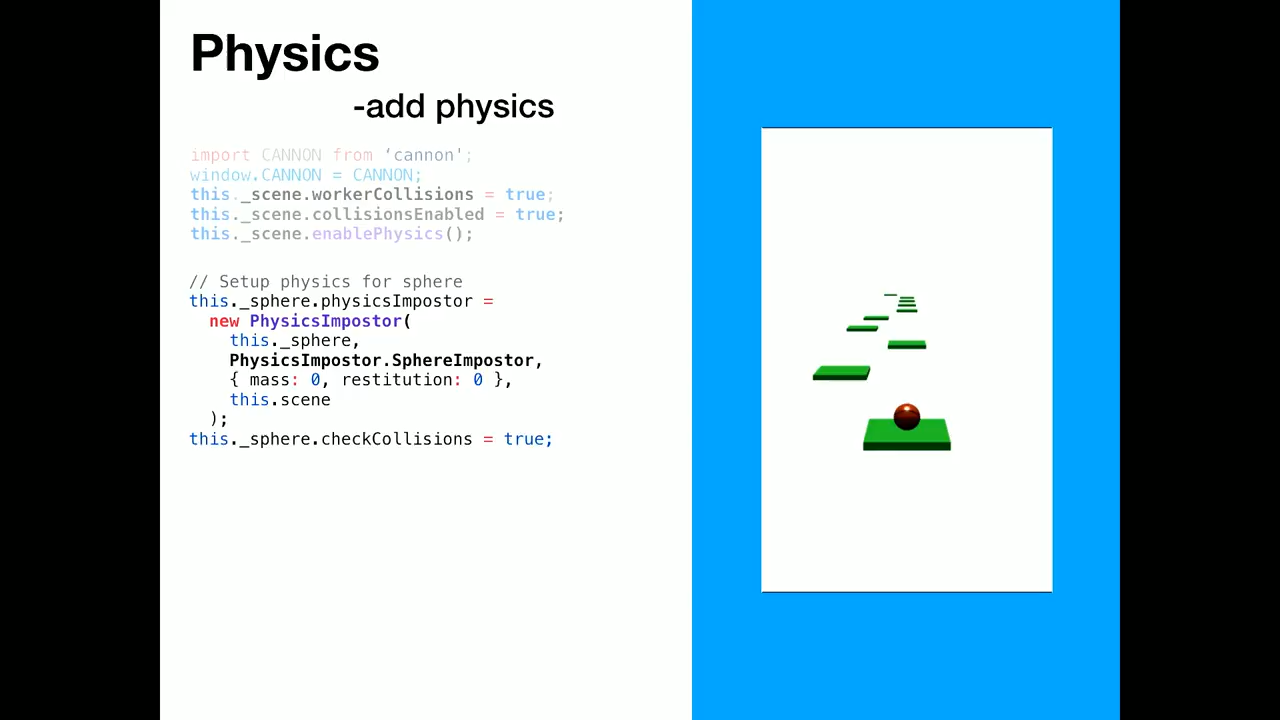 Physics
-add physics
import CANNON from ‘cannon';
window.CANNON = CANNON;
this._scene.workerCollisions = true;
this._scene.collisionsEnabled = true;
this._scene.enablePhysics();
// Setup physics for sphere
this._sphere.physicsImpostor =
new PhysicsImpostor(
this._sphere,
PhysicsImpostor.SphereImpostor,
{ mass: 0, restitution: 0 },
this.scene
);
this._sphere.checkCollisions = true;